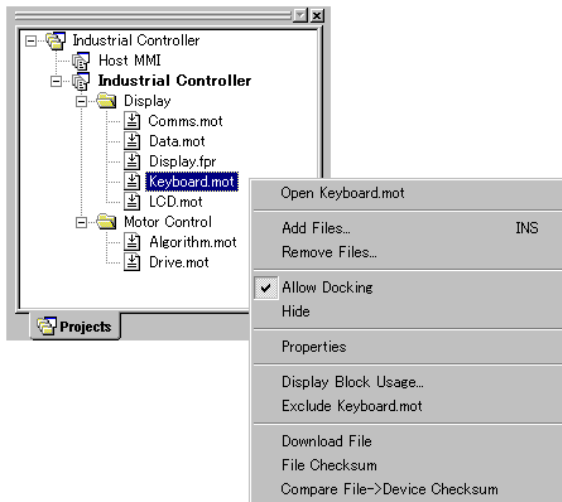 Industrial Controller
Host MMI
Industrial Controller
Display
Comms.mot
Data.mot
Display.fpr
Keyboard.mot
LCD.mot
Motor Control
Algorithm.mot
Drive.mot
Projects
Open Keyboard.mot
Add Files... INS
Remove Files...
Allow Docking
Hide
Properties
Display Block Usage...
Exclude Keyboard.mot
Download File
File Checksum
Compare File->Device Checksum